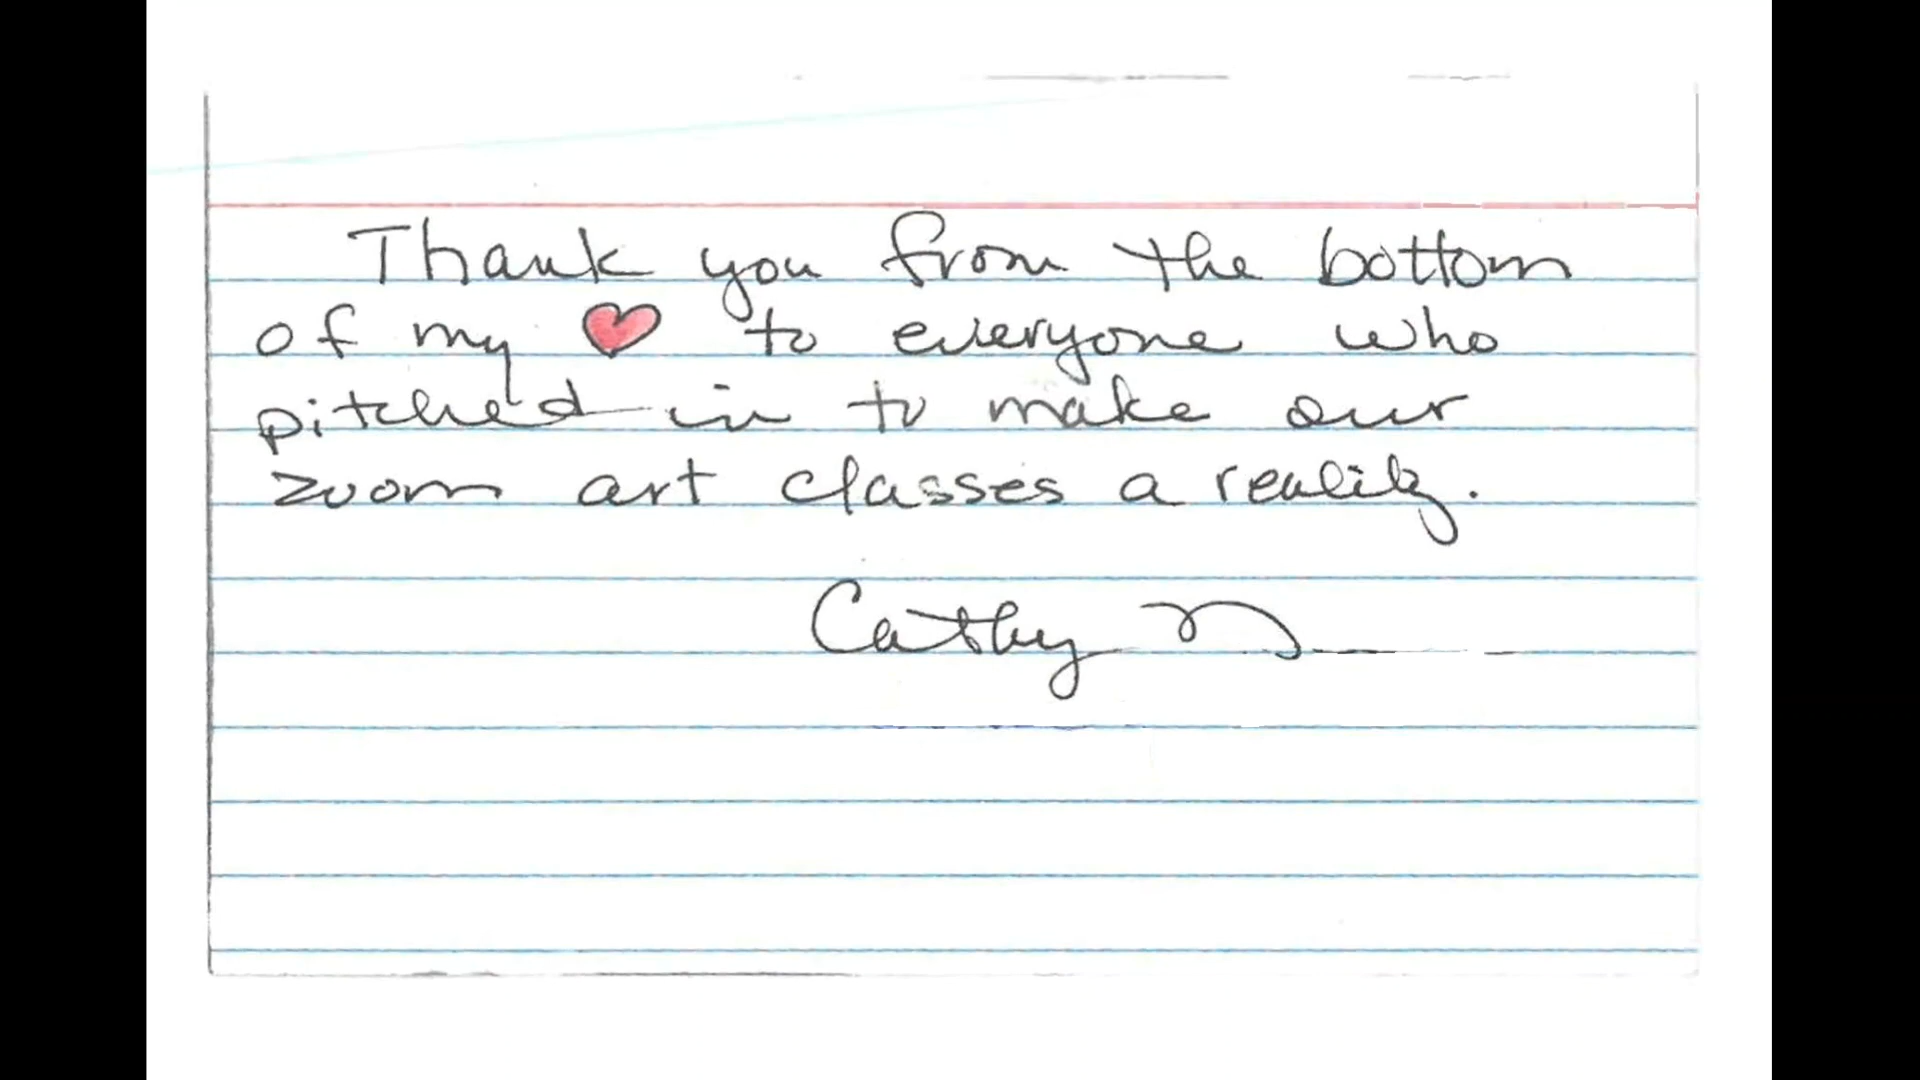 Thank you from the bottom
of my ❤ to everyone who
pitched in to make our
zoom art classes a reality.
Cathy